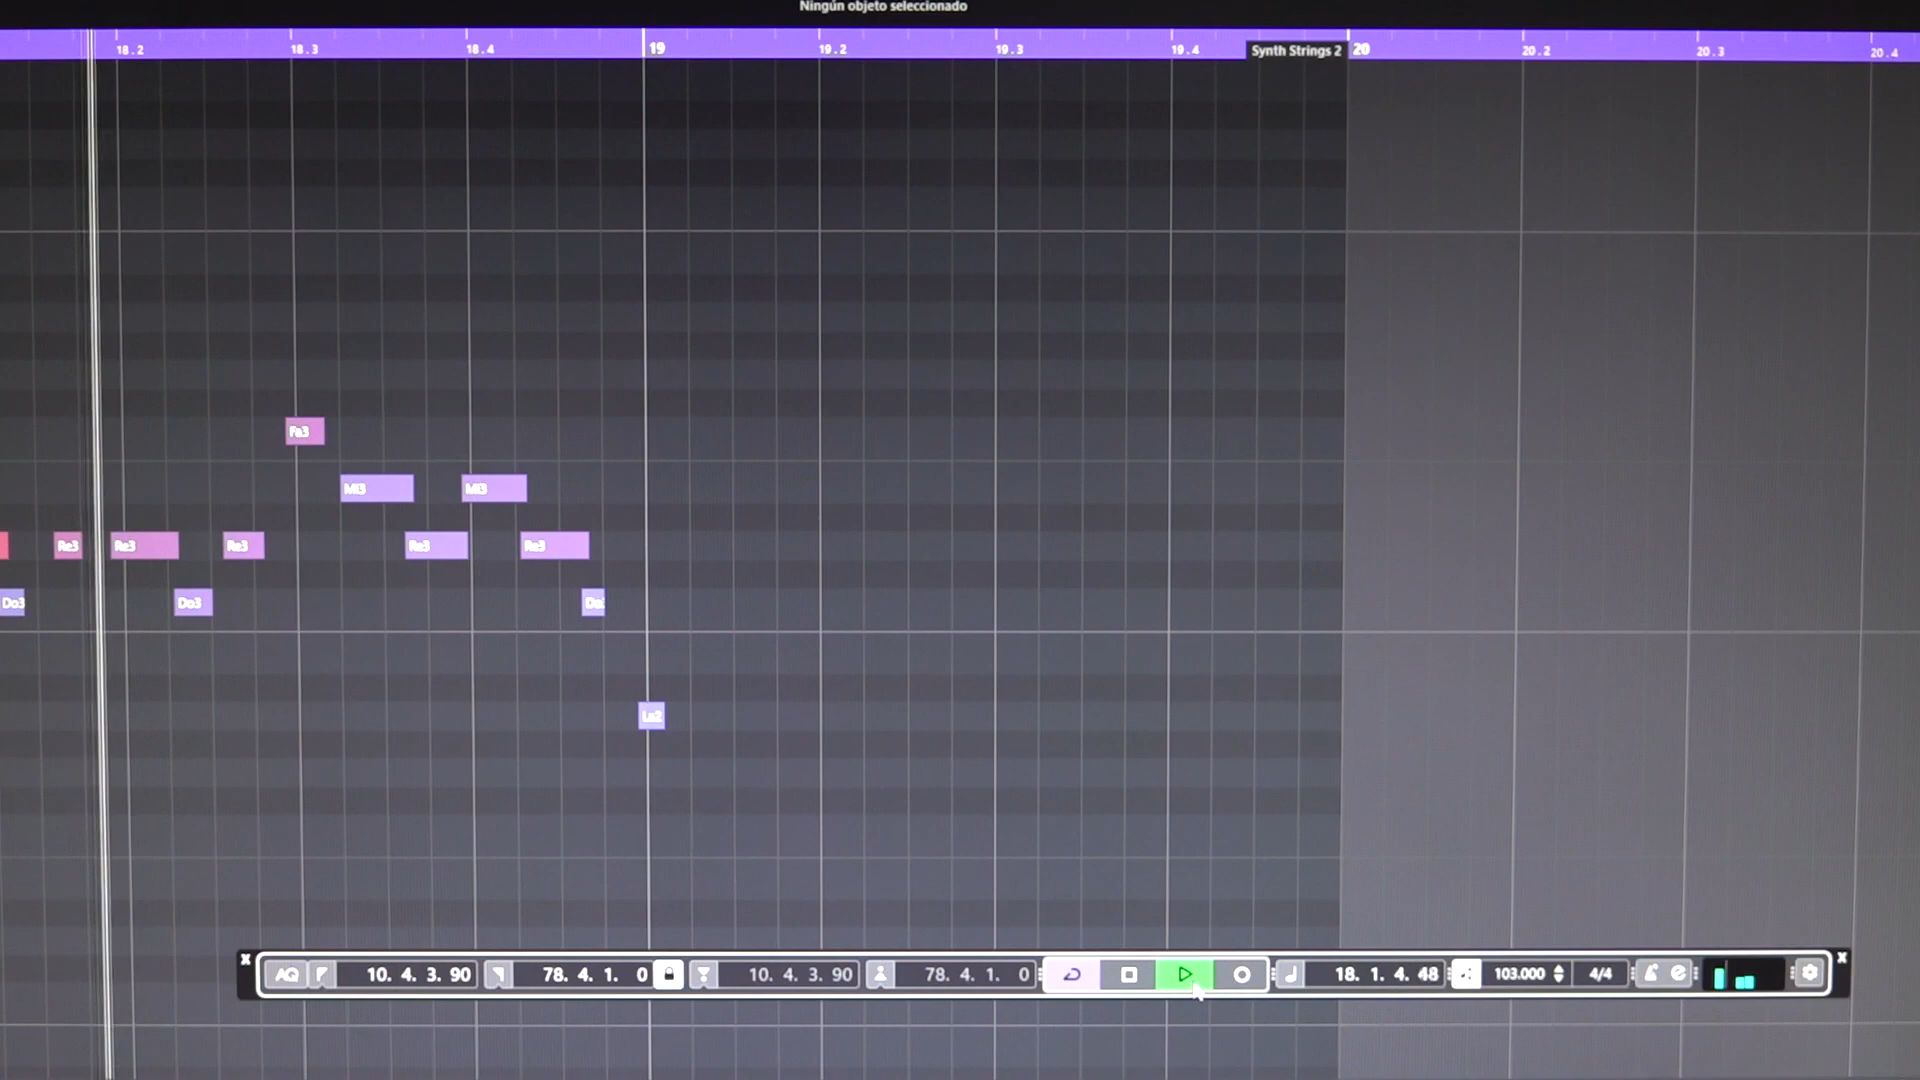 Ningún objeto seleccionado
18.2 18.3 18.4 19 19.2 19.3 19.4 Synth Strings 2 20 20.2 20.3 20.4
Fa3
Mi3 Mi3
Re3 Re3 Re3 Re3 Re3
Do3 Do3 Do3
La2
x AQ 10. 4. 3. 90 78. 4. 1. 0 10. 4. 3. 90 78. 4. 1. 0 18. 1. 4. 48 103.000 4/4 x